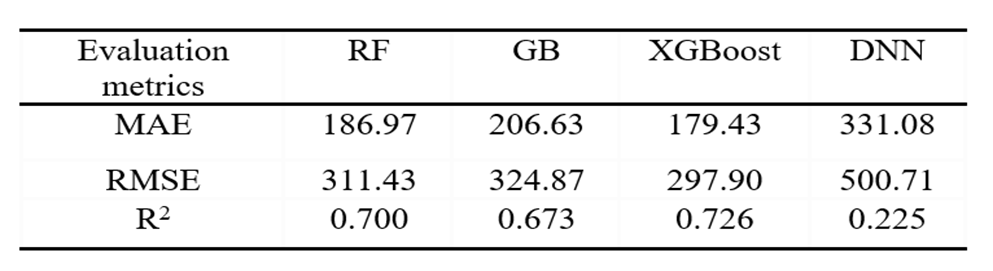 Evaluation metrics RF GB XGBoost DNN
MAE 186.97 206.63 179.43 331.08
RMSE 311.43 324.87 297.90 500.71
R² 0.700 0.673 0.726 0.225